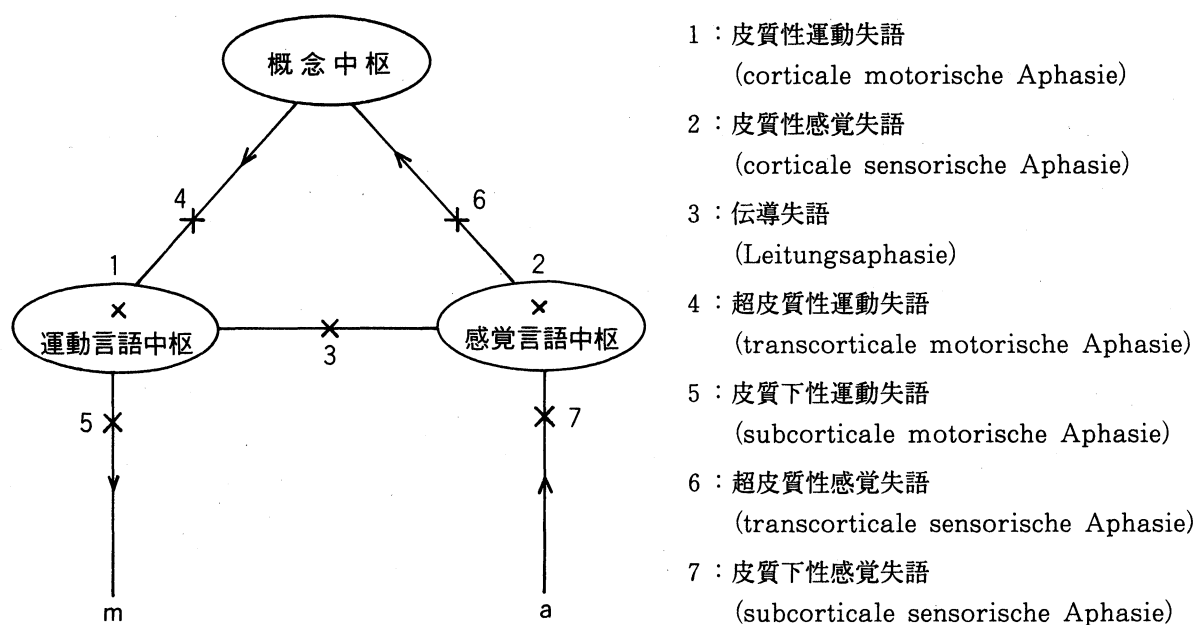 概念中枢
4
6
1
2
運動言語中枢
感覚言語中枢
3
5
7
m
a
1：皮質性運動失語
(corticale motorische Aphasie)
2：皮質性感覚失語
(corticale sensorische Aphasie)
3：伝導失語
(Leitungsaphasie)
4：超皮質性運動失語
(transcorticale motorische Aphasie)
5：皮質下性運動失語
(subcorticale motorische Aphasie)
6：超皮質性感覚失語
(transcorticale sensorische Aphasie)
7：皮質下性感覚失語
(subcorticale sensorische Aphasie)